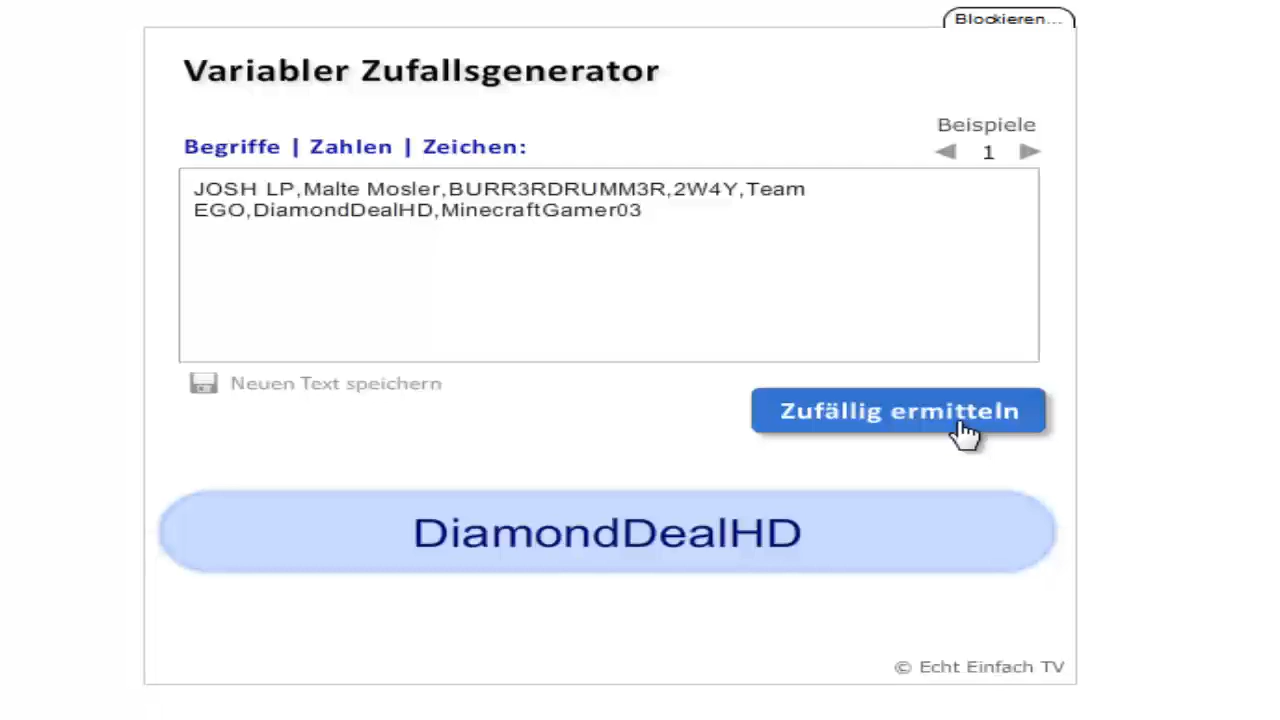 Blockieren...
Variabler Zufallsgenerator
Beispiele
Begriffe | Zahlen | Zeichen:
1
JOSH LP,Malte Mosler,BURR3RDRUMM3R,2W4Y,Team
EGO,DiamondDealHD,MinecraftGamer03
Neuen Text speichern
Zufällig ermitteln
DiamondDealHD
© Echt Einfach TV